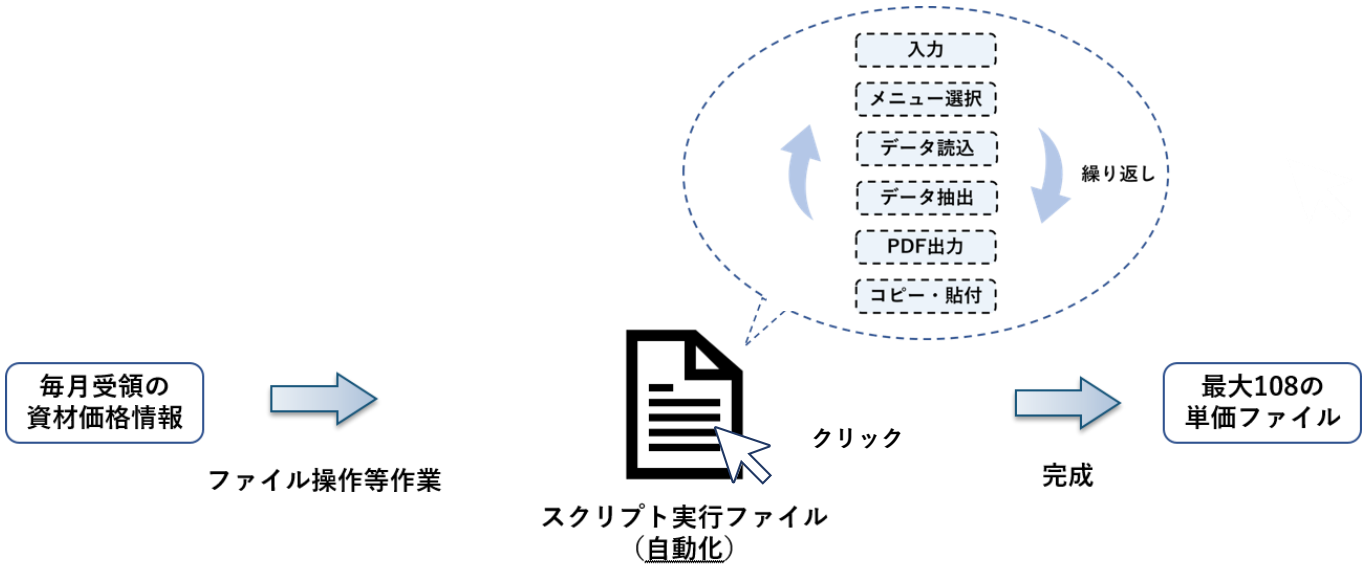 入力
メニュー選択
データ読込
データ抽出
PDF出力
コピー・貼付
繰り返し
毎月受領の
資材価格情報
ファイル操作等作業
クリック
スクリプト実行ファイル
（自動化）
完成
最大108の
単価ファイル